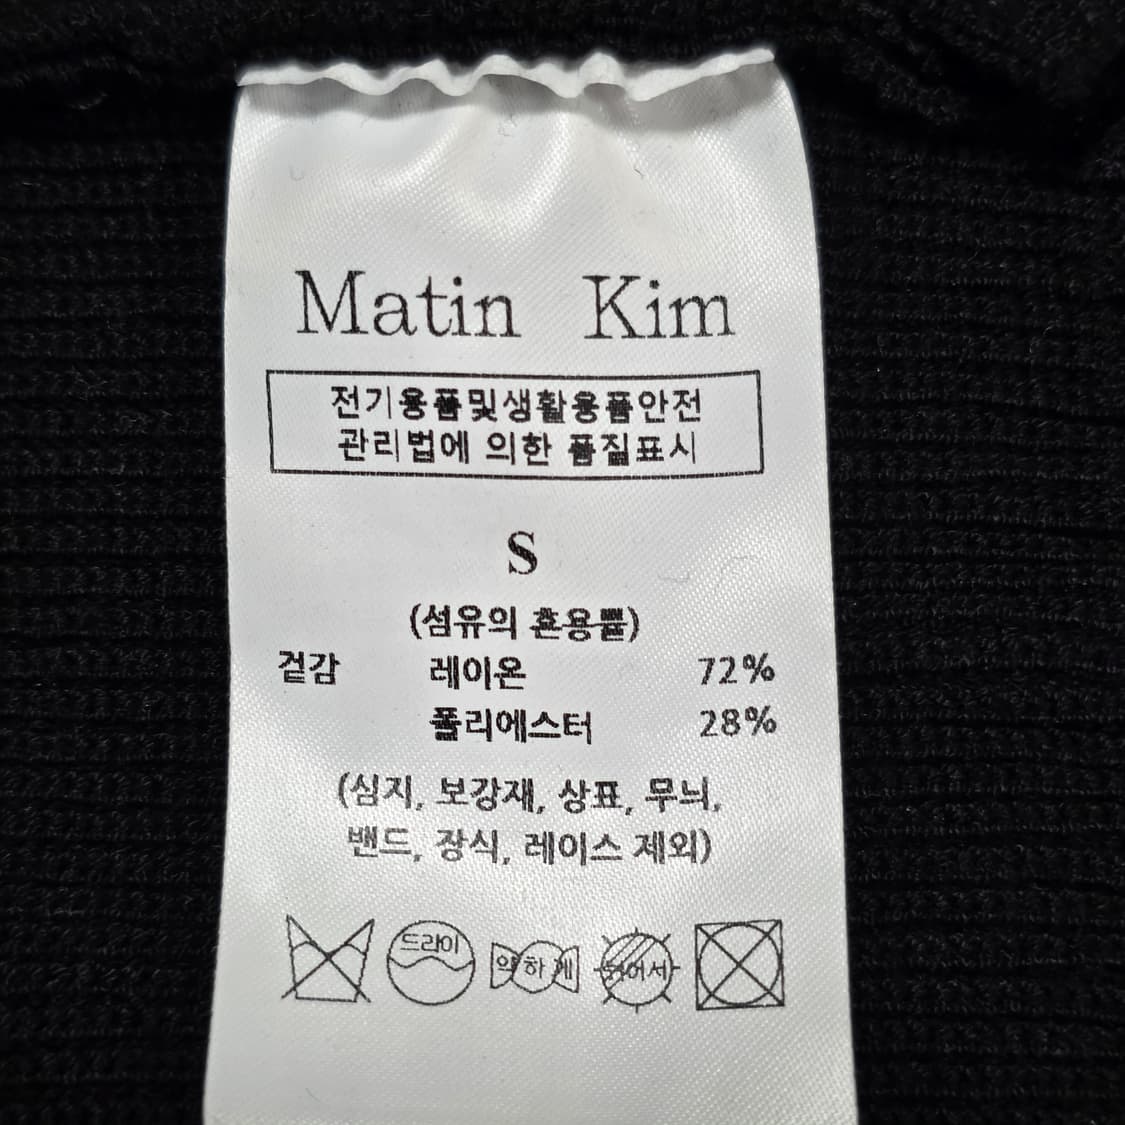 Matin Kim
전기용품및생활용품안전
관리법에 의한 품질표시
S
(섬유의 혼용률)
겉감 레이온 72%
폴리에스터 28%
(심지, 보강재, 상표, 무늬,
밴드, 장식, 레이스 제외)
드라이 약하게 뉘어서